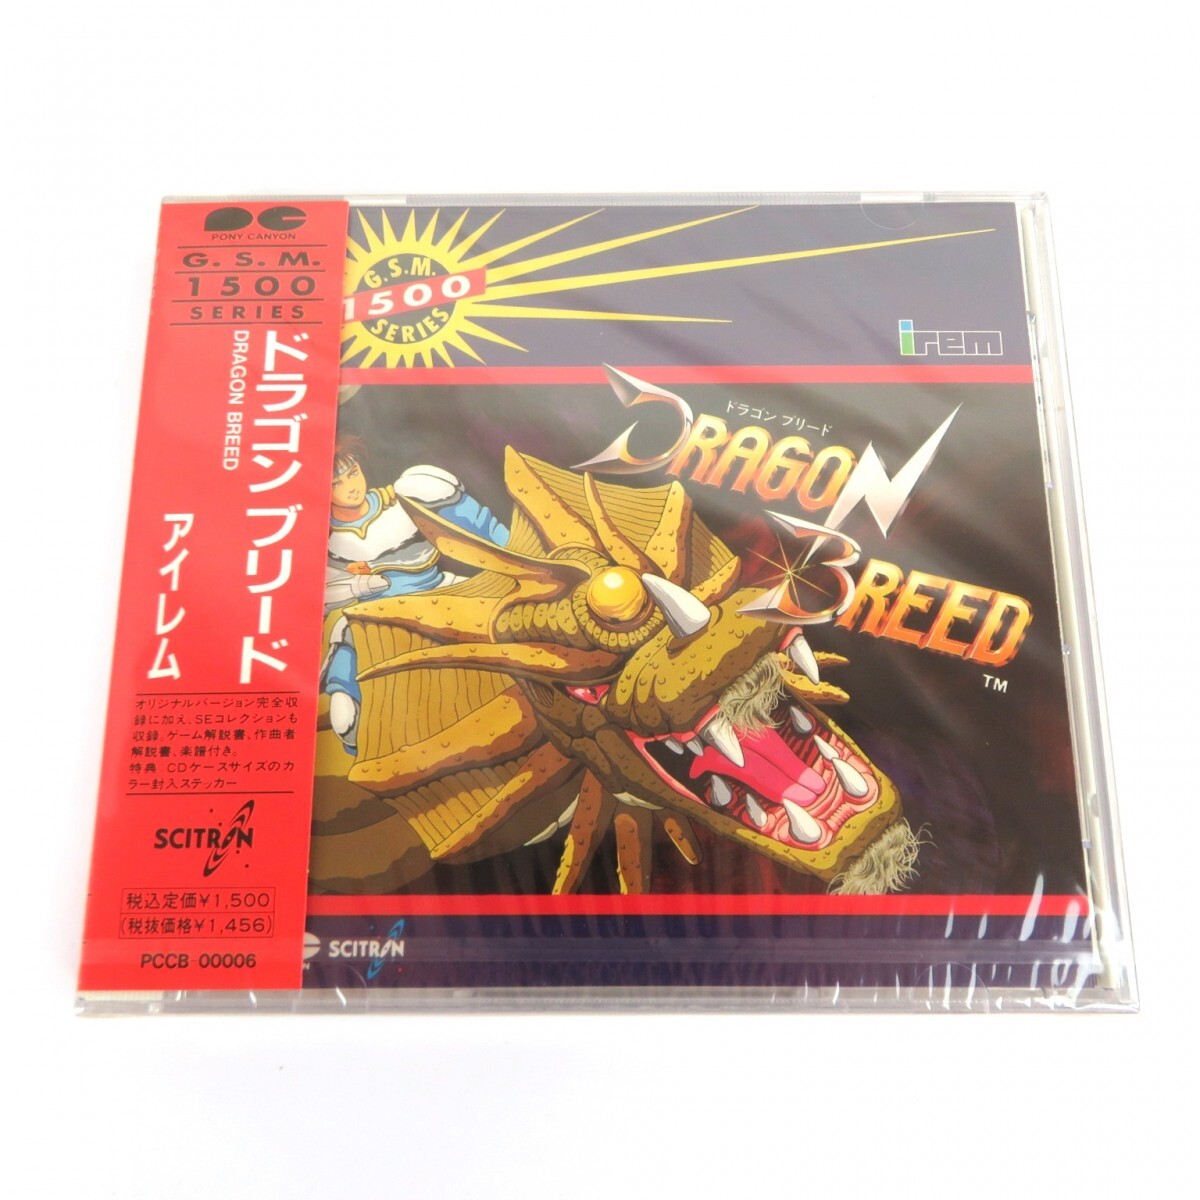 PONY CANYON
G. S. M.
1500
SERIES
ドラゴンブリード
DRAGON BREED
アイレム
オリジナルバージョン完全収
録に加え、SEコレクションも
収録。ゲーム解説書、作曲者
解説書、楽譜付き。
特典 CDケースサイズのカ
ラー封入ステッカー
SCITRON
税込定価¥1,500
(税抜価格¥1,456)
PCCB-00006
G.S.M.
1500
SERIES
irem
ドラゴン ブリード
DRAGON
BREED
TM
SCITRON